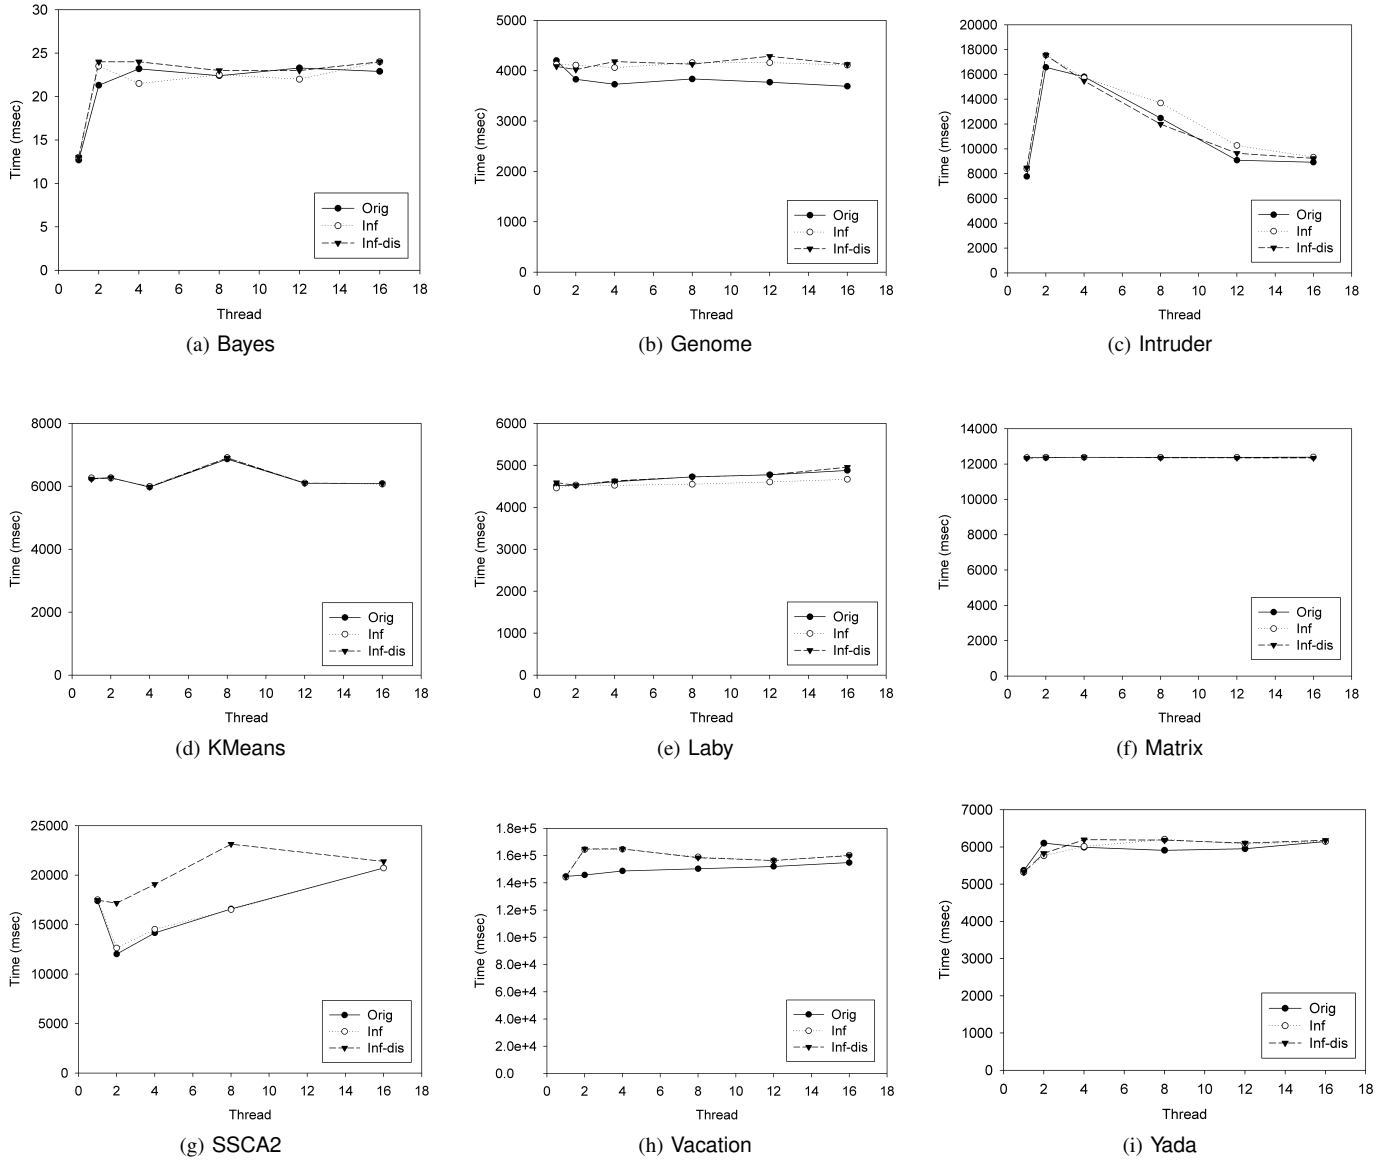 30
25
20
15
10
5
0
Time (msec)
Orig
Inf
Inf-dis
0 2 4 6 8 10 12 14 16 18
Thread
(a) Bayes
5000
4000
3000
2000
4000
0
Time (msec)
Orig
Inf
Inf-dis
0 2 4 6 8 10 12 14 16 18
Thread
(b) Genome
20000
18000
16000
14000
12000
10000
8000
6000
4000
2000
0
Time (msec)
Orig
Inf
Inf-dis
0 2 4 6 8 10 12 14 16 18
Thread
(c) Intruder
8000
6000
4000
2000
0
Time (msec)
Orig
Inf
Inf-dis
0 2 4 6 8 10 12 14 16 18
Thread
(d) KMeans
6000
5000
4000
3000
2000
1000
0
Time (msec)
Orig
Inf
Inf-dis
0 2 4 6 8 10 12 14 16 18
Thread
(e) Laby
14000
12000
10000
8000
6000
4000
2000
0
Time (msec)
Orig
Inf
Inf-dis
0 2 4 6 8 10 12 14 16 18
Thread
(f) Matrix
25000
20000
15000
10000
5000
0
Time (msec)
Orig
Inf
Inf-dis
0 2 4 6 8 10 12 14 16 18
Thread
(g) SSCA2
1.8e+5
1.6e+5
1.4e+5
1.2e+5
1.0e+5
8.0e+4
6.0e+4
4.0e+4
2.0e+4
0.0
Time (msec)
Orig
Inf
Inf-dis
0 2 4 6 8 10 12 14 16 18
Thread
(h) Vacation
7000
6000
5000
4000
3000
2000
1000
0
Time (msec)
Orig
Inf
Inf-dis
0 2 4 6 8 10 12 14 16 18
Thread
(i) Yada